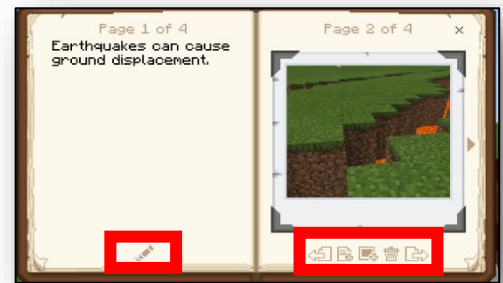 Page 1 of 4
Earthquakes can cause
ground displacement.
Page 2 of 4